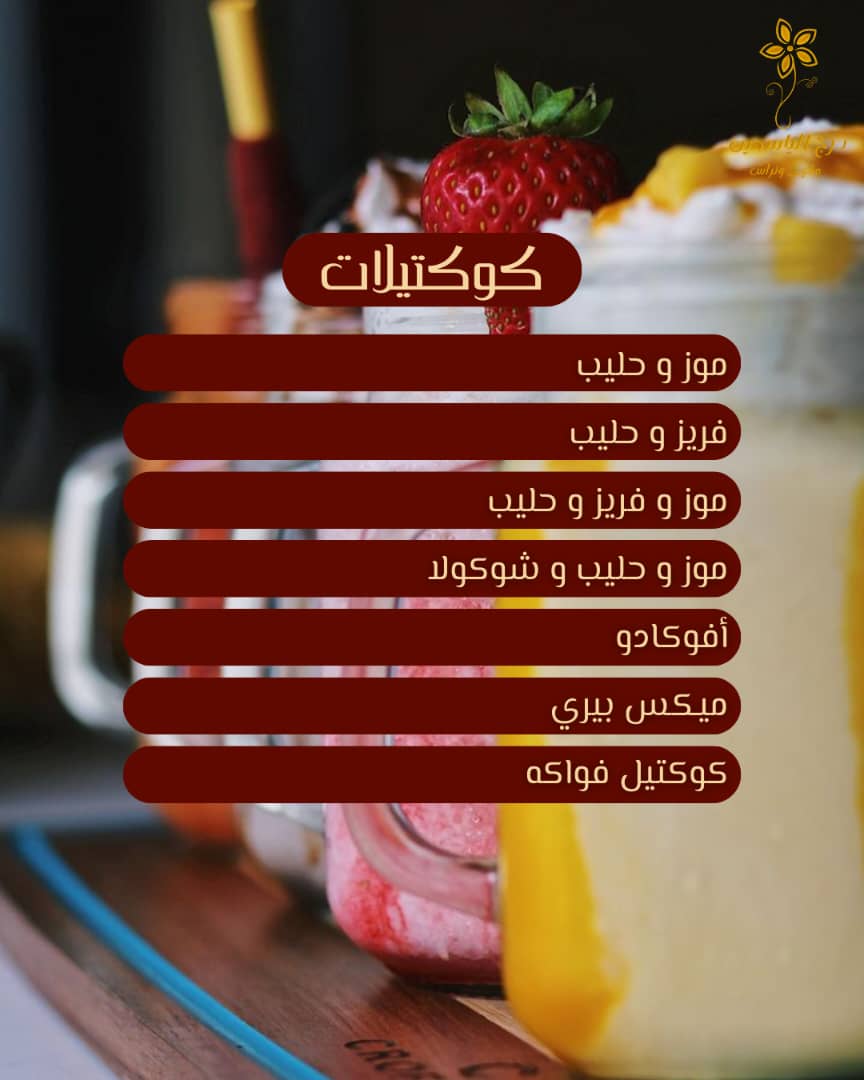 كوكتيلات
موز و حليب
فريز و حليب
موز و فريز و حليب
موز و حليب و شوكولا
أفوكادو
ميكس بيري
كوكتيل فواكه